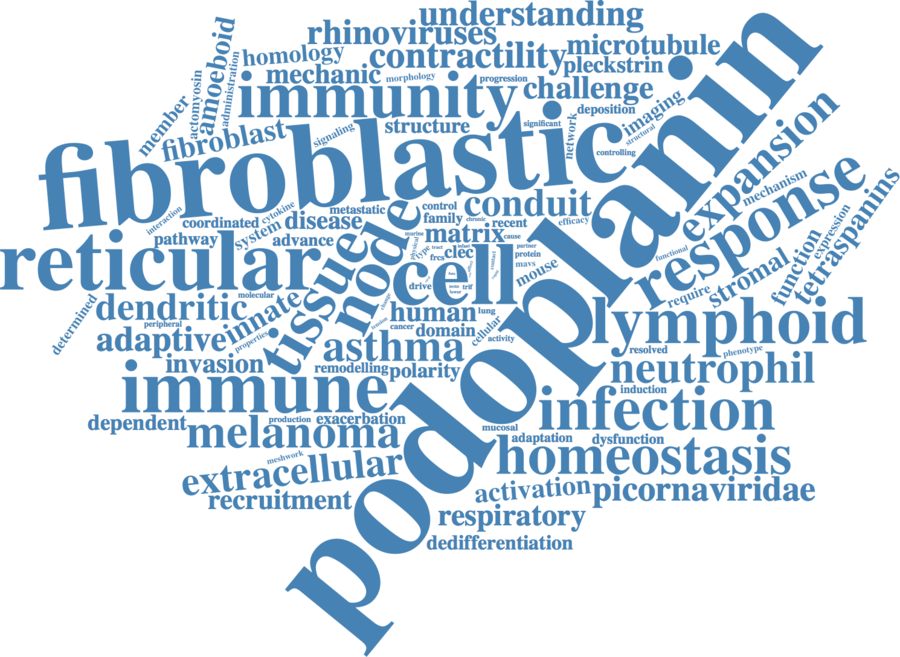 understanding
rhinoviruses
homology
contractility
microtubule
amoeboid
administration
actomyosin
member
mechanic
morphology
progression
pleckstrin
immunity
challenge
deposition
imaging
structural
network
significant
controlling
fibroblast
signaling
structure
fibroblastic
podoplanin
expansion
conduit
response
mechanism
tetraspanins
expression
function
stromal
require
functional
interaction
coordinated
cytokine
disease
metastatic
control
family
chronic
recent
efficacy
pathway
system
advance
matrix
cause
reticular
tissue
node
type
tract
clec
frcs
cell
drive
trif
lower
contact
partner
protein
mavs
mouse
determined
dendritic
molecular
peripheral
innate
adaptive
properties
change
human
lung
cancer
domain
cellular
activity
lymphoid
resolved
phenotype
asthma
invasion
remodelling
polarity
neutrophil
immune
induction
infection
dependent
production
exacerbation
melanoma
mucosal
adaptation
dysfunction
meshwork
extracellular
homeostasis
recruitment
activation
picornaviridae
respiratory
dedifferentiation